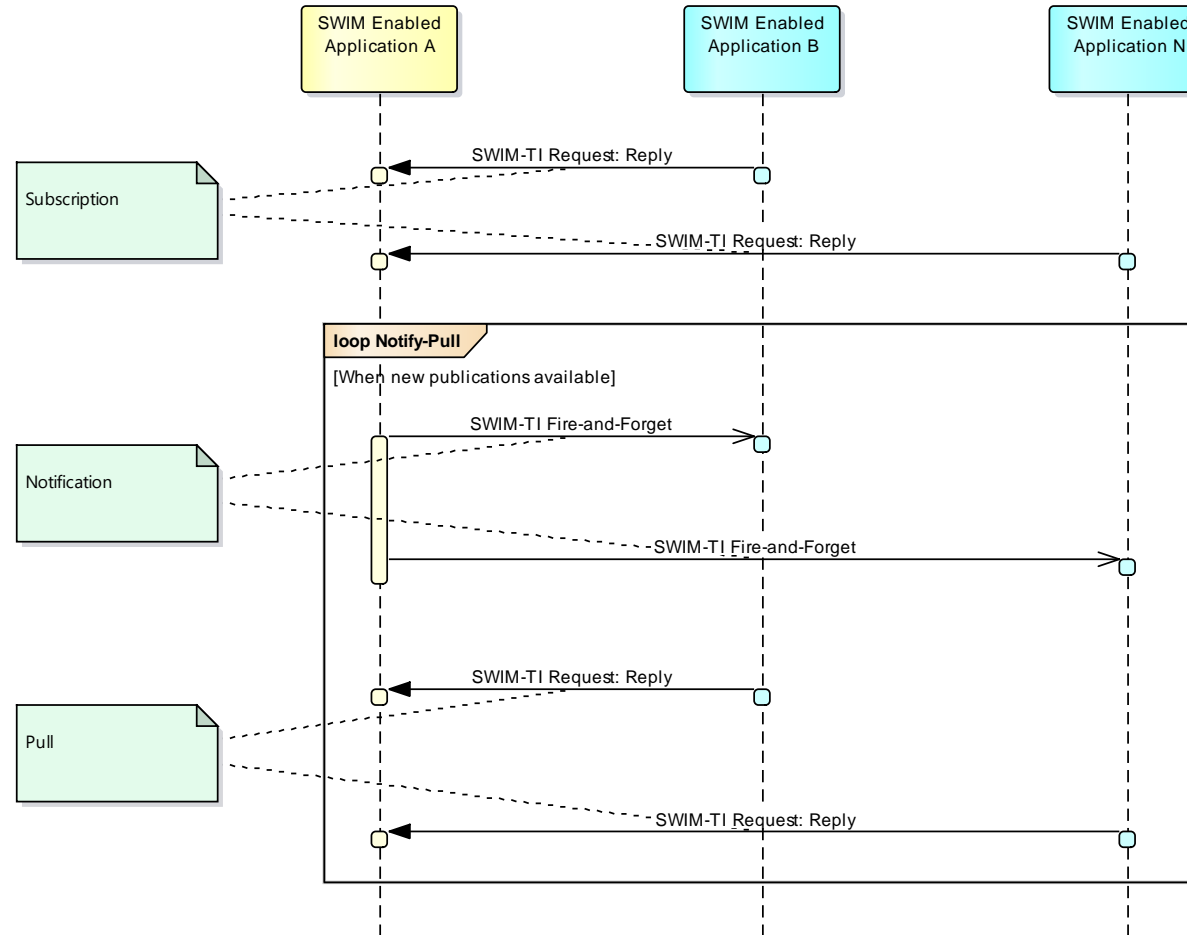 SWIM Enabled
Application A
SWIM Enabled
Application B
SWIM Enabled
Application N
SWIM-TI Request: Reply
Subscription
SWIM-TI Request: Reply
loop Notify-Pull
[When new publications available]
SWIM-TI Fire-and-Forget
Notification
SWIM-TI Fire-and-Forget
SWIM-TI Request: Reply
Pull
SWIM-TI Request: Reply